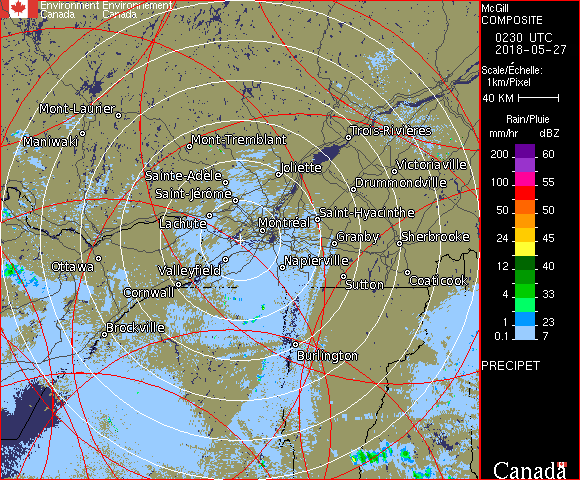 Environment Environnement
Canada Canada
McGill
COMPOSITE
0230 UTC
2018-05-27
Scale/Échelle:
1km/Pixel
40 KM
Rain/Pluie
mm/hr dBZ
200 60
100 55
50 50
24 45
12 40
4 33
1 23
0.1 7
PRECIPET
Canada
Mont-Laurier
Maniwaki
Mont-Tremblant
Trois-Rivières
Sainte-Adèle
Joliette
Victoriaville
Saint-Jérôme
Drummondville
Lachute
Montréal
Saint-Hyacinthe
Granby
Sherbrooke
Ottawa
Valleyfield
Napierville
Cornwall
Sutton
Coaticook
Brockville
Burlington